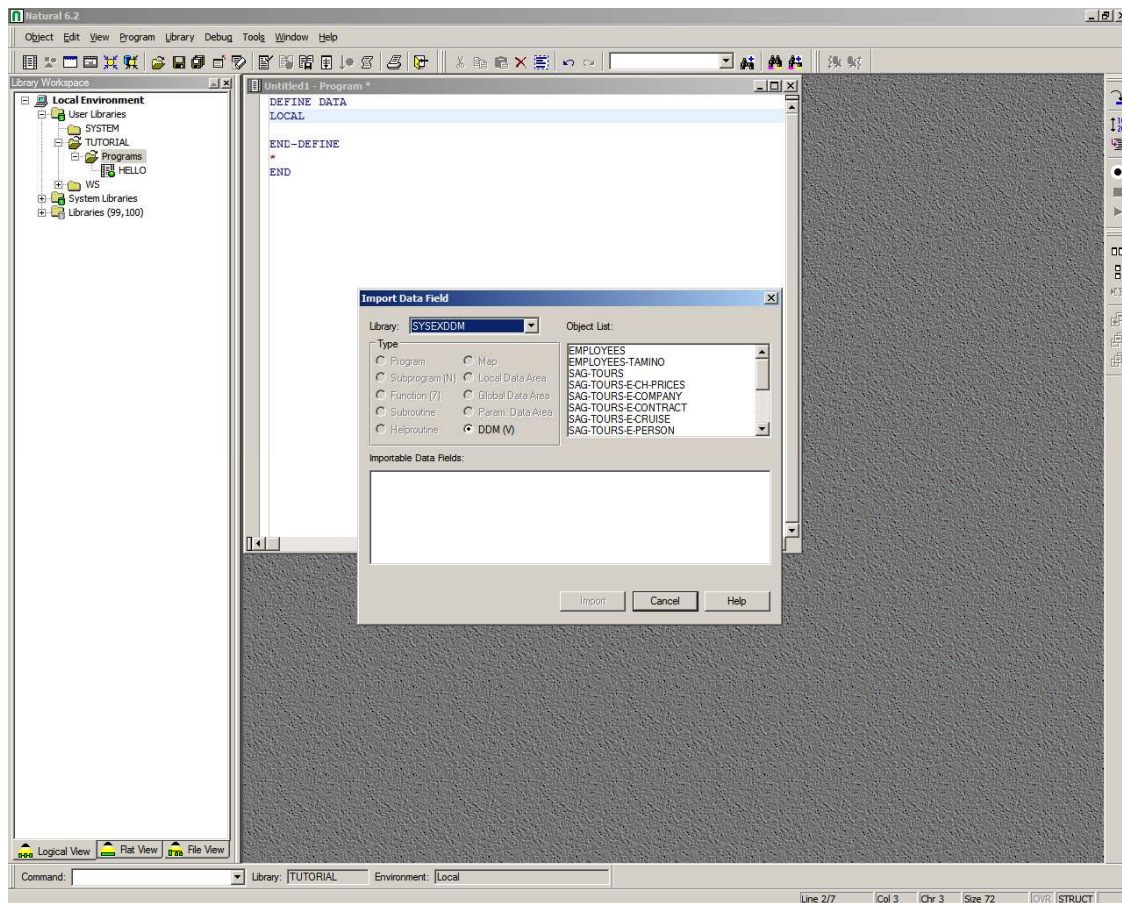 Natural 6.2
Object Edit View Program Library Debug Tools Window Help
Library Workspace
Local Environment
User Libraries
SYSTEM
TUTORIAL
Programs
HELLO
WS
System Libraries
Libraries (99,100)
Untitled1 - Program *
DEFINE DATA
LOCAL
END-DEFINE
*
END
Import Data Field
Library: SYSEXDDM
Object List:
Type
Program Map
Subprogram (N) Local Data Area
Function (7) Global Data Area
Subroutine Param. Data Area
Helproutine DDM (V)
EMPLOYEES
EMPLOYEES-TAMINO
SAG-TOURS
SAG-TOURS-E-CH-PRICES
SAG-TOURS-E-COMPANY
SAG-TOURS-E-CONTRACT
SAG-TOURS-E-CRUISE
SAG-TOURS-E-PERSON
Importable Data Fields:
Import Cancel Help
Logical View Flat View File View
Command: Library: TUTORIAL Environment: Local
Line 2/7 Col 3 Chr 3 Size 72 OVR STRUCT